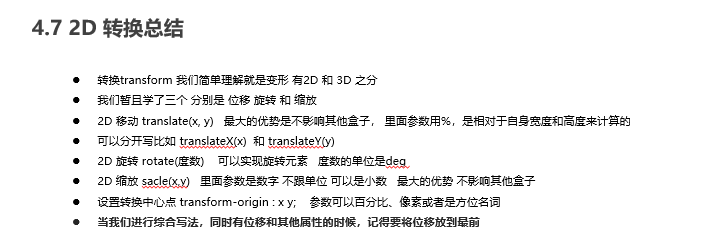 4.7 2D 转换总结
● 转换transform 我们简单理解就是变形 有2D 和 3D 之分
● 我们暂且学了三个 分别是 位移 旋转 和 缩放
● 2D 移动 translate(x, y) 最大的优势是不影响其他盒子， 里面参数用%，是相对于自身宽度和高度来计算的
● 可以分开写比如 translateX(x) 和 translateY(y)
● 2D 旋转 rotate(度数) 可以实现旋转元素 度数的单位是deg
● 2D 缩放 sacle(x,y) 里面参数是数字 不跟单位 可以是小数 最大的优势 不影响其他盒子
● 设置转换中心点 transform-origin : x y; 参数可以百分比、像素或者是方位名词
● 当我们进行综合写法，同时有位移和其他属性的时候，记得要将位移放到最前